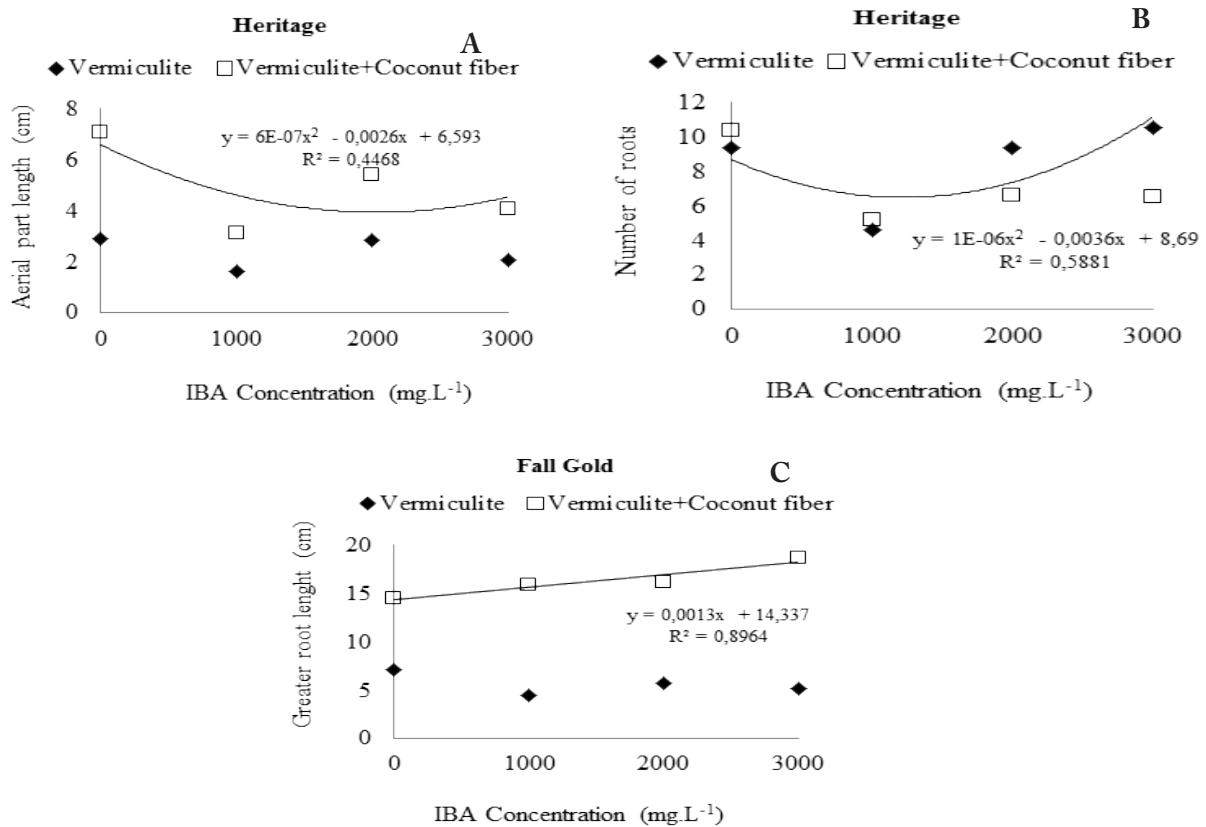 Heritage
A
Vermiculite Vermiculite+Coconut fiber
Aerial part length (cm)
8
6
4
2
0
y = 6E-07x² - 0,0026x + 6,593
R² = 0,4468
0 1000 2000 3000
IBA Concentration (mg.L⁻¹)
Heritage
B
Vermiculite Vermiculite+Coconut fiber
Number of roots
12
10
8
6
4
2
0
y = 1E-06x² - 0,0036x + 8,69
R² = 0,5881
0 1000 2000 3000
IBA Concentration (mg.L⁻¹)
Fall Gold
C
Vermiculite Vermiculite+Coconut fiber
Greater root lenght (cm)
20
15
10
5
0
y = 0,0013x + 14,337
R² = 0,8964
0 1000 2000 3000
IBA Concentration (mg.L⁻¹)